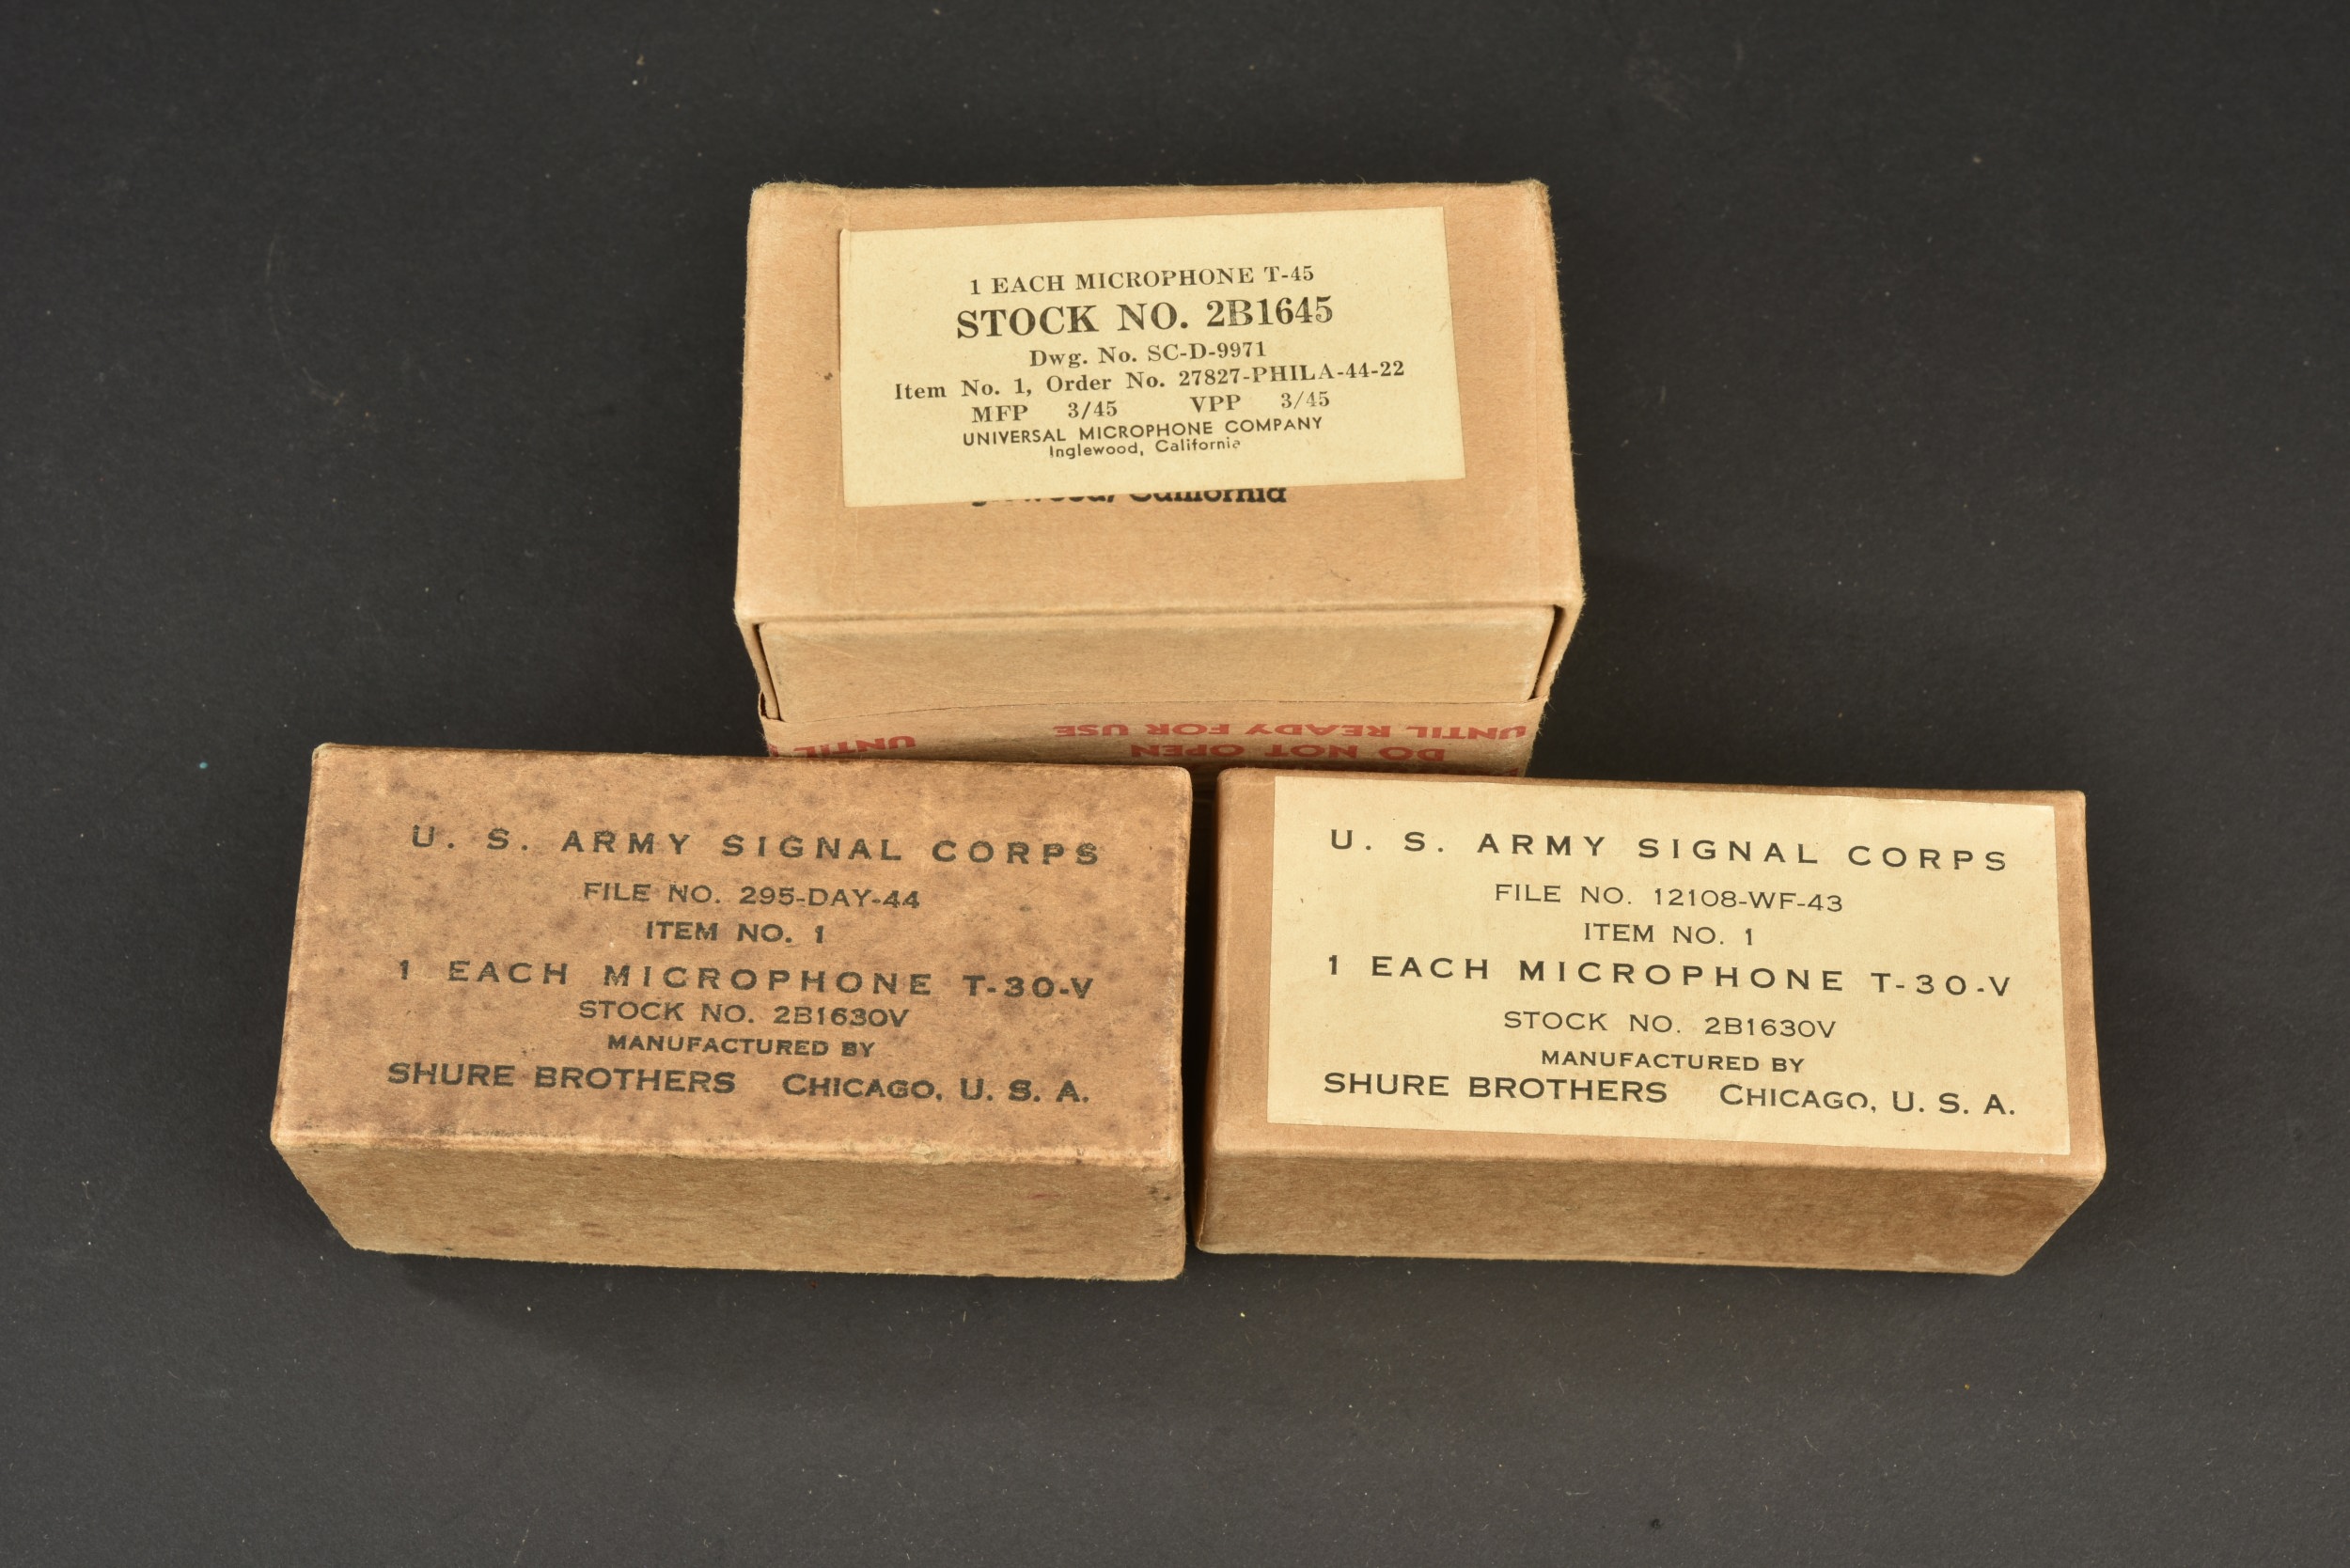 1 EACH MICROPHONE T-45
STOCK NO. 2B1645
Dwg. No. SC-D-9971
Item No. 1, Order No. 27827-PHILA-44-22
MFP 3/45 VPP 3/45
UNIVERSAL MICROPHONE COMPANY
Inglewood, California
California
UNTIL READY FOR USE
DO NOT OPEN
UNTIL
U. S. ARMY SIGNAL CORPS
FILE NO. 295-DAY-44
ITEM NO. 1
1 EACH MICROPHONE T-30-V
STOCK NO. 2B1630V
MANUFACTURED BY
SHURE BROTHERS CHICAGO, U. S. A.
U. S. ARMY SIGNAL CORPS
FILE NO. 12108-WF-43
ITEM NO. 1
1 EACH MICROPHONE T-30-V
STOCK NO. 2B1630V
MANUFACTURED BY
SHURE BROTHERS CHICAGO, U. S. A.